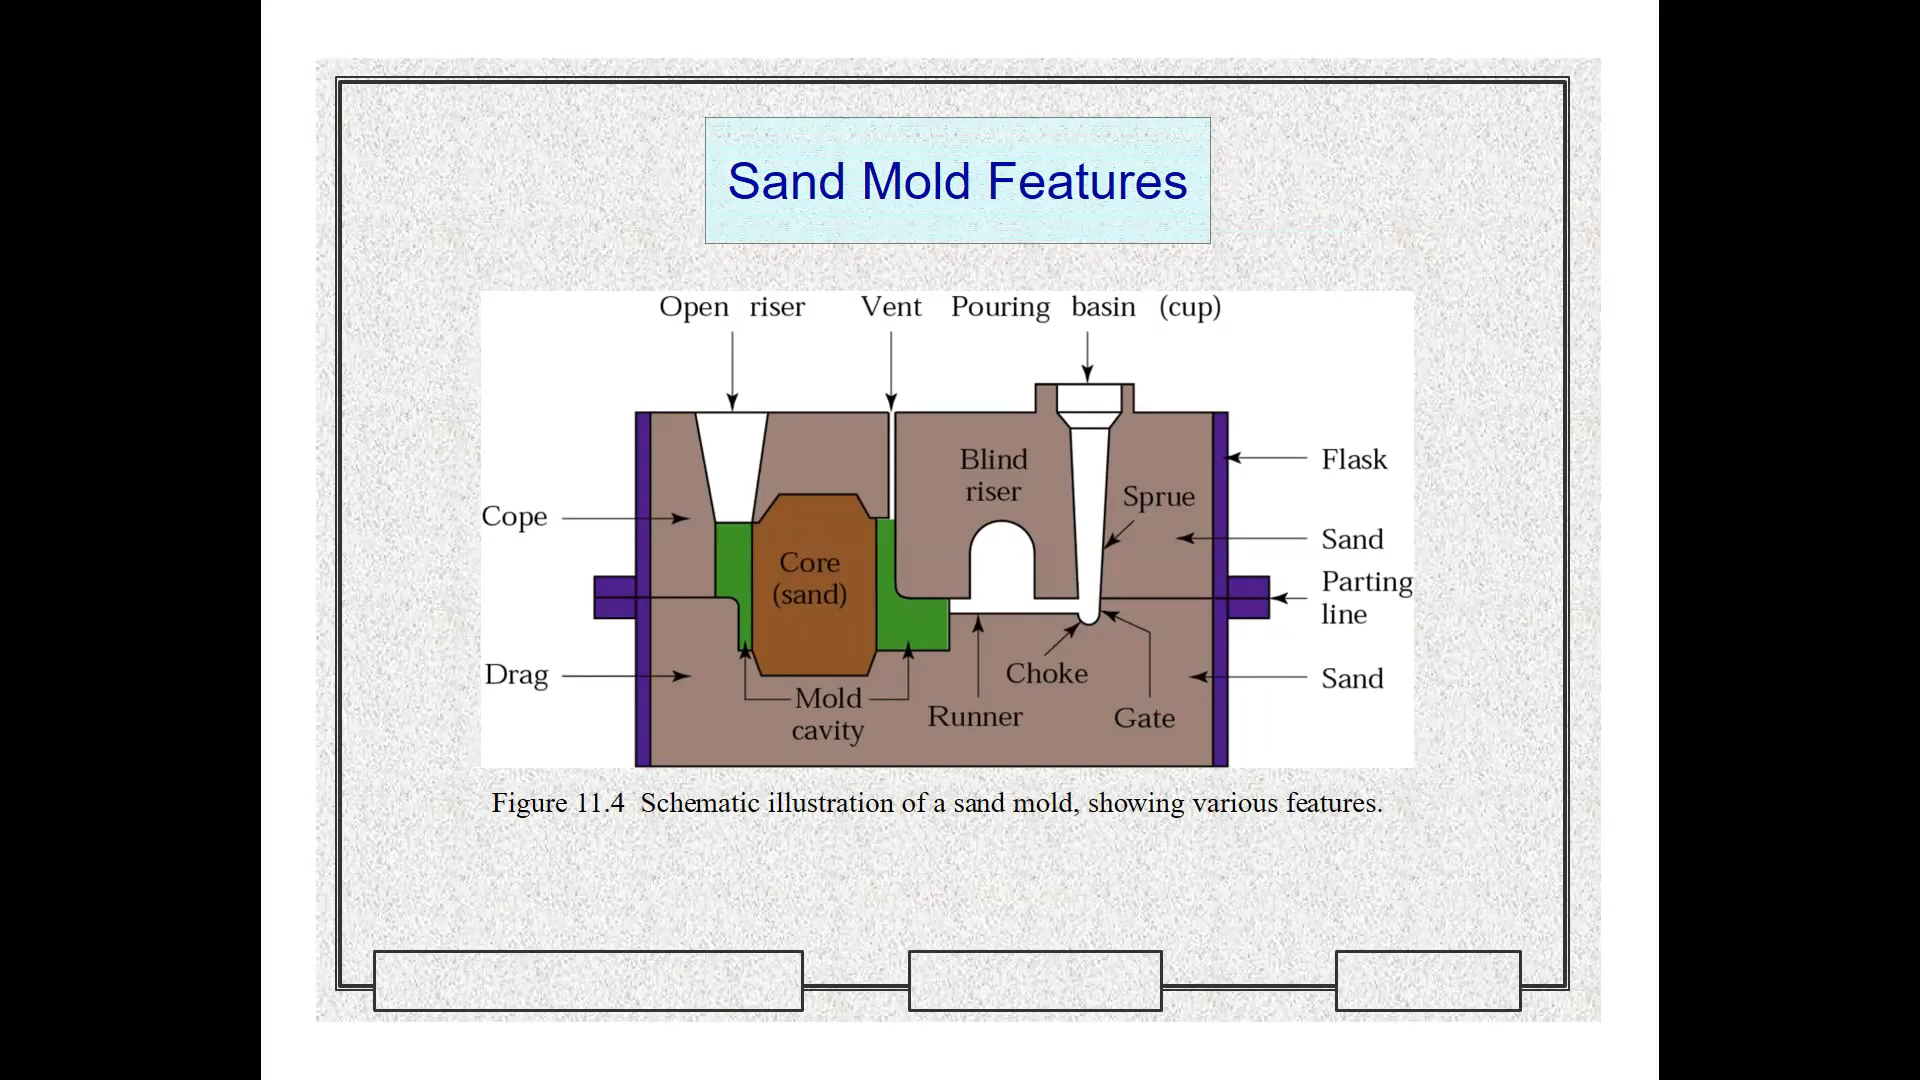 Sand Mold Features
Open riser
Vent
Pouring basin (cup)
Blind
riser
Flask
Sprue
Cope
Sand
Core
(sand)
Parting
line
Drag
Choke
Sand
Mold
cavity
Runner
Gate
Figure 11.4 Schematic illustration of a sand mold, showing various features.